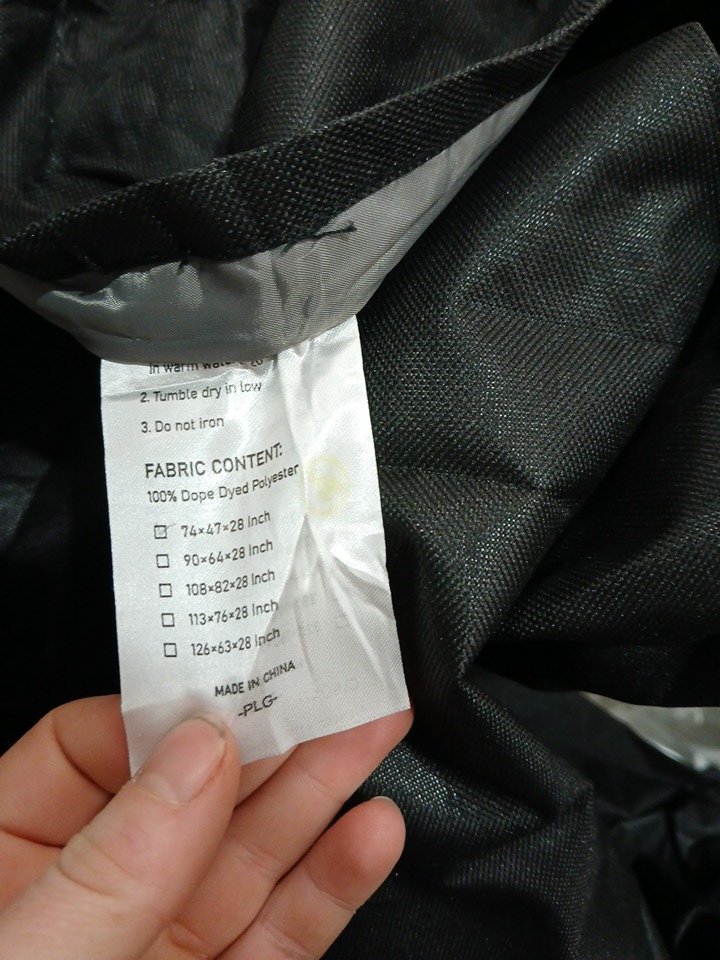 in warm
2. Tumble dry in low
3. Do not iron
FABRIC CONTENT:
100% Dope Dyed Polyester
☑ 74×47×28 Inch
☐ 90×64×28 Inch
☐ 108×82×28 Inch
☐ 113×76×28 Inch
☐ 126×63×28 Inch
MADE IN CHINA
-PLG-